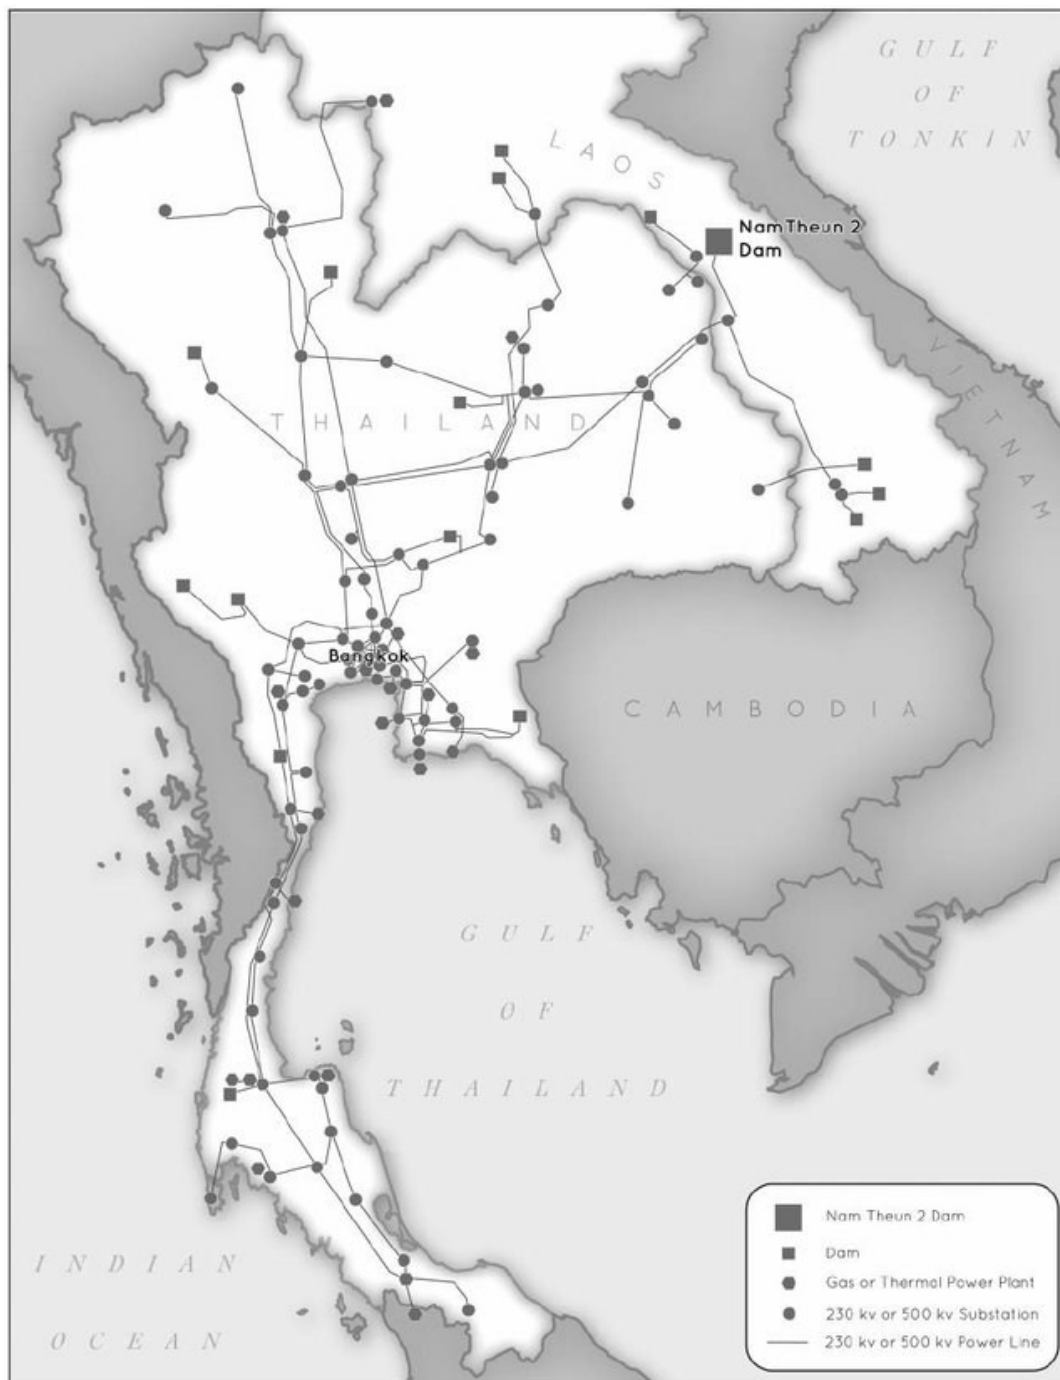 GULF
OF
TONKIN
LAOS
Nam Theun 2
Dam
VIETNAM
THAILAND
Bangkok
CAMBODIA
GULF
OF
THAILAND
INDIAN
OCEAN
Nam Theun 2 Dam
Dam
Gas or Thermal Power Plant
230 kv or 500 kv Substation
230 kv or 500 kv Power Line